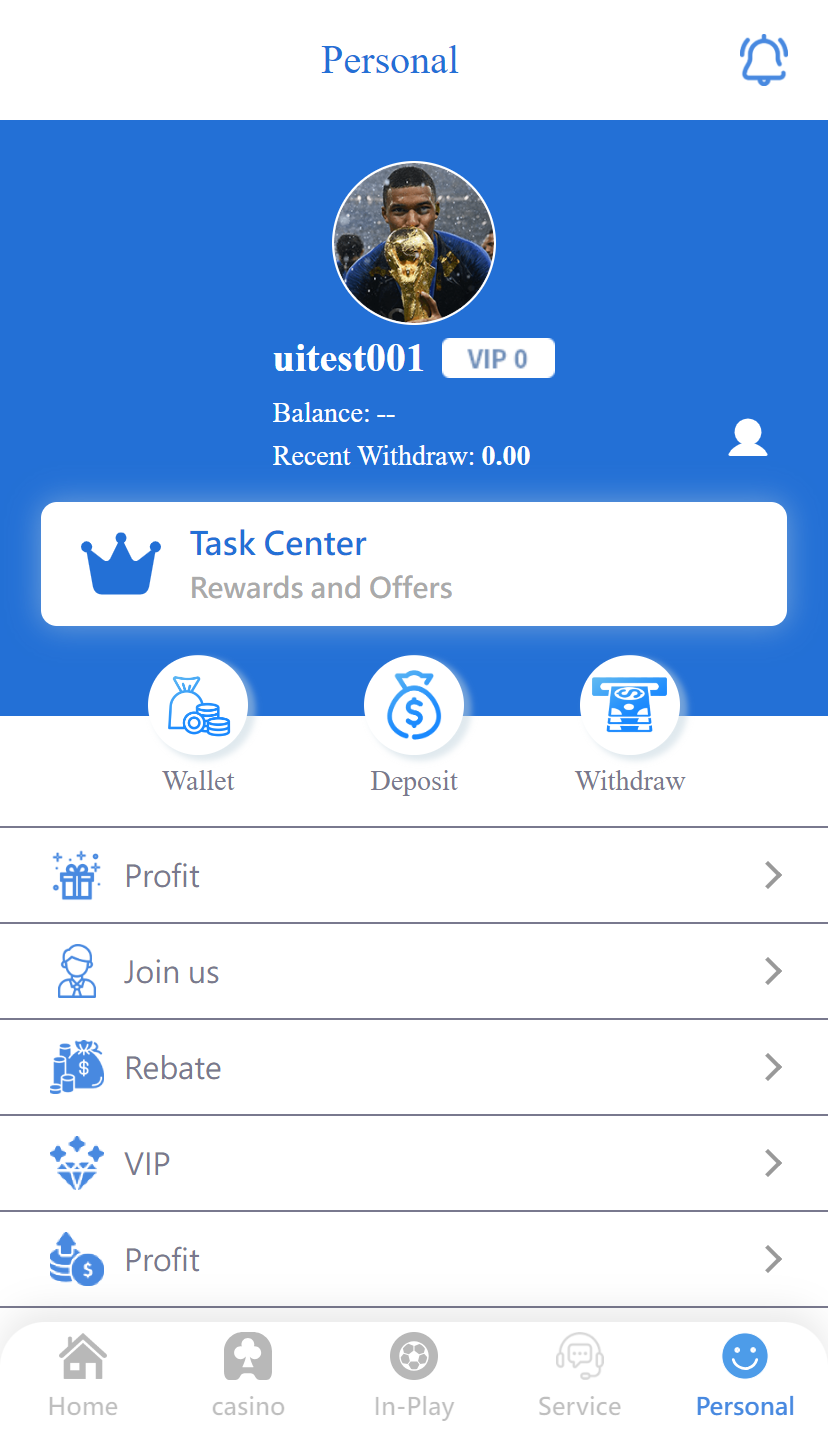 Personal
uitest001 VIP 0
Balance: --
Recent Withdraw: 0.00
Task Center
Rewards and Offers
Wallet Deposit Withdraw
Profit
Join us
Rebate
VIP
Profit
Home casino In-Play Service Personal